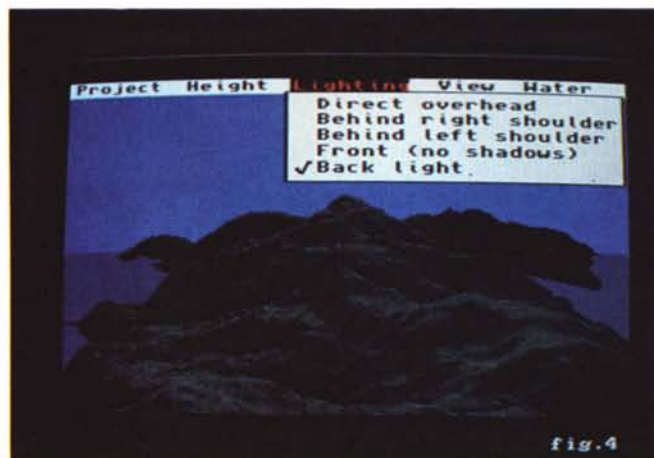 Project Height Lighting View Water
Direct overhead
Behind right shoulder
Behind left shoulder
Front (no shadows)
✓Back light
fig.4